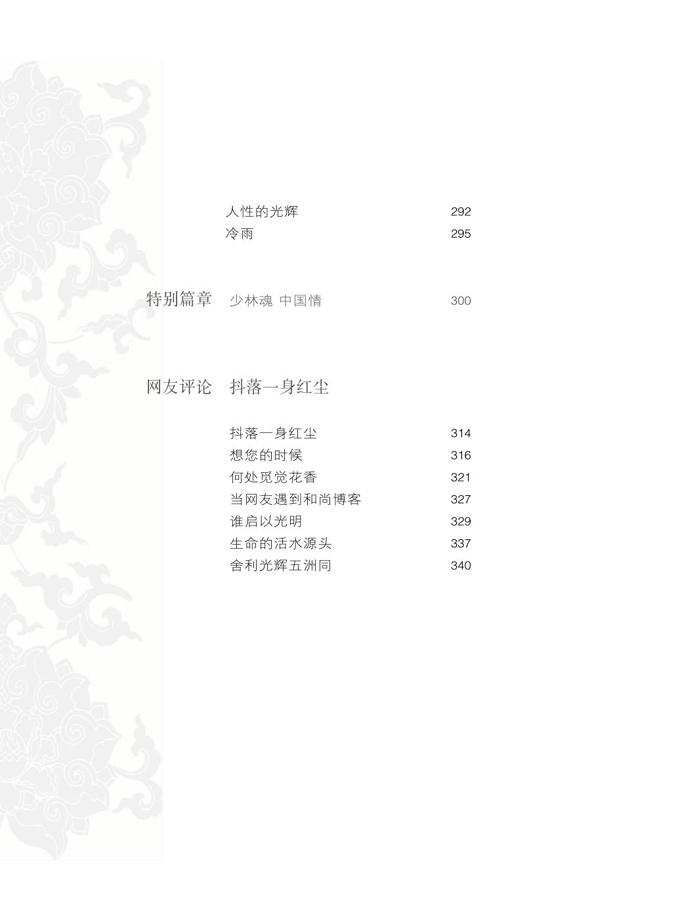 人性的光辉 292
冷雨 295
特别篇章 少林魂 中国情 300
网友评论 抖落一身红尘
抖落一身红尘 314
想您的时候 316
何处觅觉花香 321
当网友遇到和尚博客 327
谁启以光明 329
生命的活水源头 337
舍利光辉五洲同 340